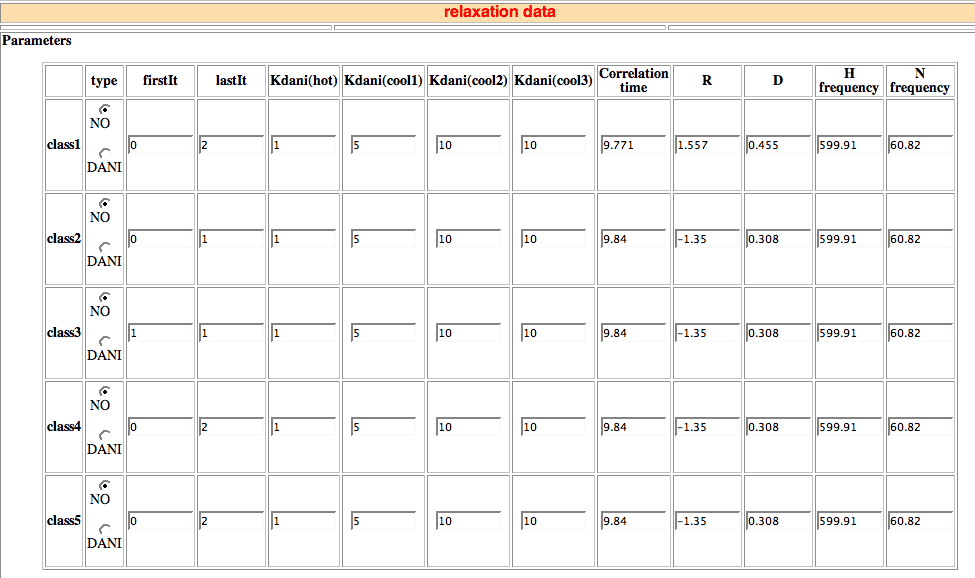 relaxation data
Parameters
type firstIt lastIt Kdani(hot) Kdani(cool1) Kdani(cool2) Kdani(cool3) Correlation time R D H frequency N frequency
class1 NO DANI 0 2 1 5 10 10 9.771 1.557 0.455 599.91 60.82
class2 NO DANI 0 1 1 5 10 10 9.84 -1.35 0.308 599.91 60.82
class3 NO DANI 1 1 1 5 10 10 9.84 -1.35 0.308 599.91 60.82
class4 NO DANI 0 2 1 5 10 10 9.84 -1.35 0.308 599.91 60.82
class5 NO DANI 0 2 1 5 10 10 9.84 -1.35 0.308 599.91 60.82